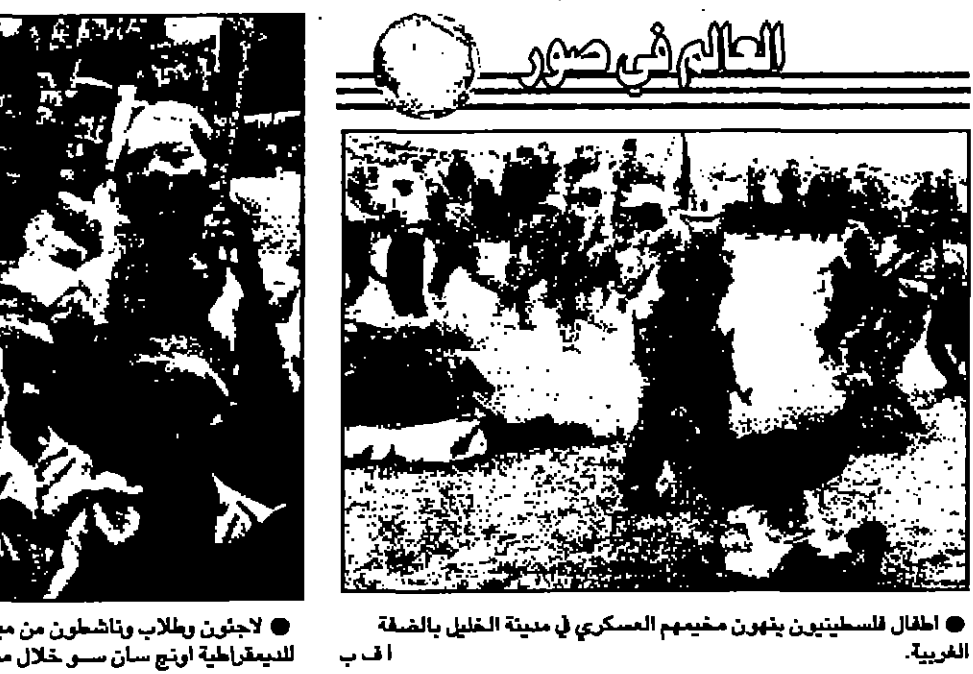 العالم في صور
● اطفال فلسطينيون ينهون مخيمهم العسكري في مدينة الخليل بالضفة
الغربية. ا ف ب
● لاجئون وطلاب وناشطون من
للديمقراطية اونج سان سو خلال